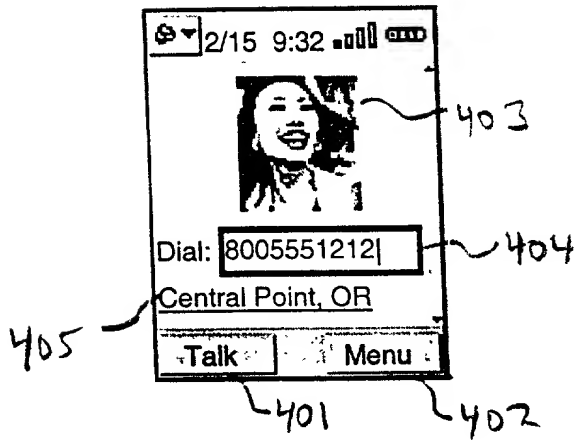 2/15 9:32
403
Dial: 8005551212 404
Central Point, OR
405
Talk Menu
401 402